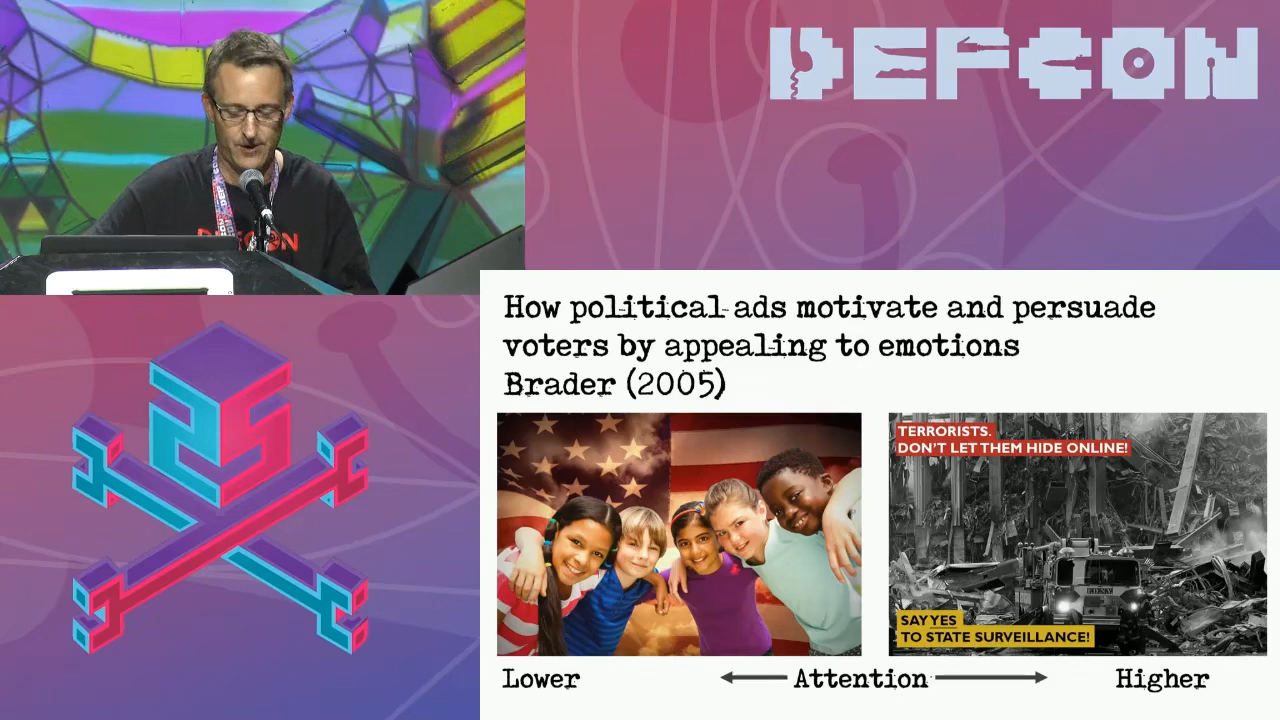 DEFCON
How political ads motivate and persuade
voters by appealing to emotions
Brader (2005)
TERRORISTS.
DON'T LET THEM HIDE ONLINE!
SAY YES
TO STATE SURVEILLANCE!
Lower
Attention
Higher